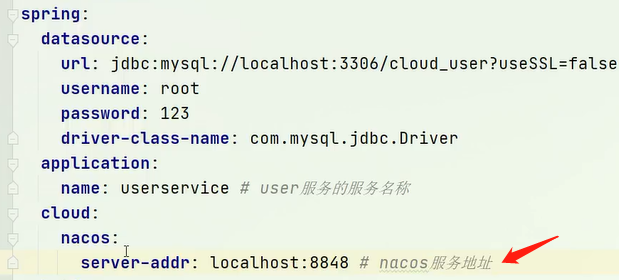 spring:
datasource:
url: jdbc:mysql://localhost:3306/cloud_user?useSSL=false
username: root
password: 123
driver-class-name: com.mysql.jdbc.Driver
application:
name: userservice # user服务的服务名称
cloud:
nacos:
server-addr: localhost:8848 # nacos服务地址